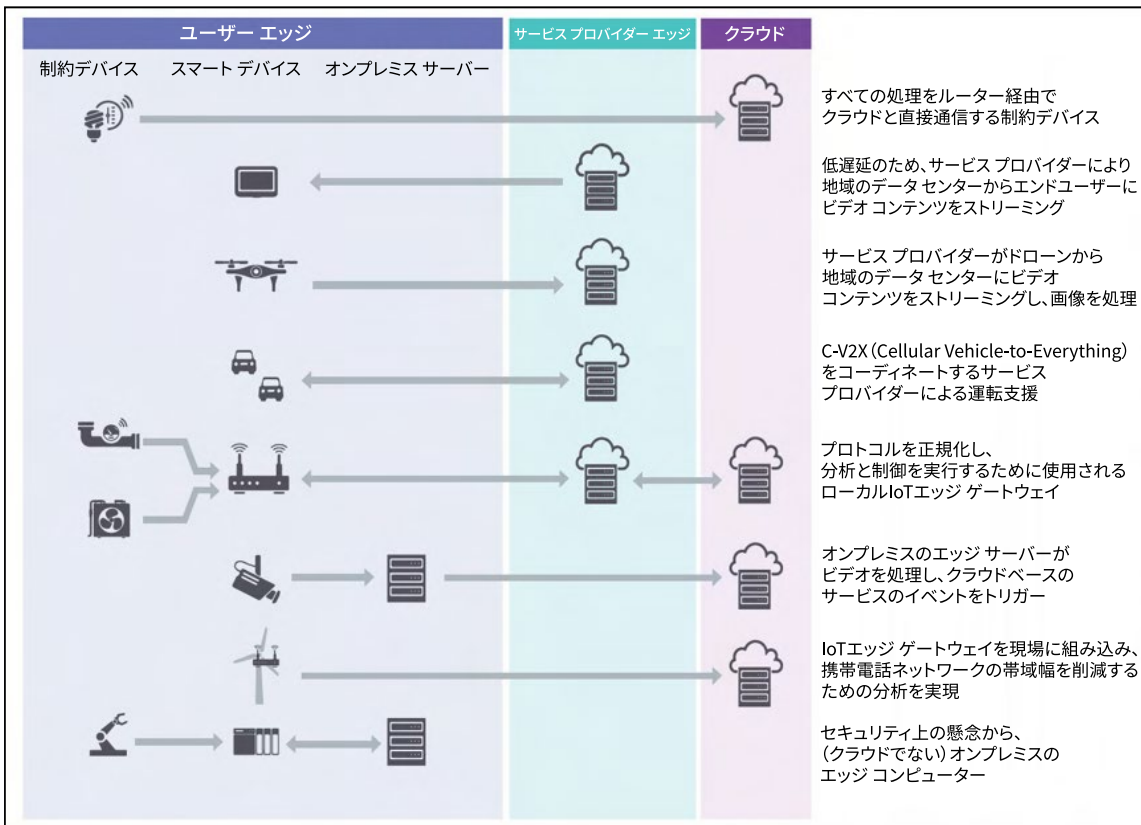 ユーザー エッジ
サービス プロバイダー エッジ
クラウド
制約デバイス
スマート デバイス
オンプレミス サーバー
すべての処理をルーター経由で
クラウドと直接通信する制約デバイス
低遅延のため、サービス プロバイダーにより
地域のデータ センターからエンドユーザーに
ビデオ コンテンツをストリーミング
サービス プロバイダーがドローンから
地域のデータ センターにビデオ
コンテンツをストリーミングし、画像を処理
C-V2X（Cellular Vehicle-to-Everything）
をコーディネートするサービス
プロバイダーによる運転支援
プロトコルを正規化し、
分析と制御を実行するために使用される
ローカルIoTエッジ ゲートウェイ
オンプレミスのエッジ サーバーが
ビデオを処理し、クラウドベースの
サービスのイベントをトリガー
IoTエッジ ゲートウェイを現場に組み込み、
携帯電話ネットワークの帯域幅を削減する
ための分析を実現
セキュリティ上の懸念から、
（クラウドでない）オンプレミスの
エッジ コンピューター